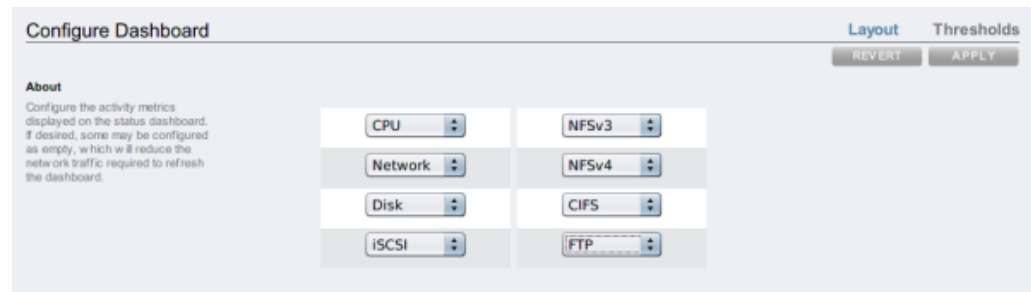 Configure Dashboard
Layout Thresholds
REVERT APPLY
About
Configure the activity metrics
displayed on the status dashboard.
If desired, some may be configured
as empty, which will reduce the
network traffic required to refresh
the dashboard.
CPU NFSv3
Network NFSv4
Disk CIFS
iSCSI FTP